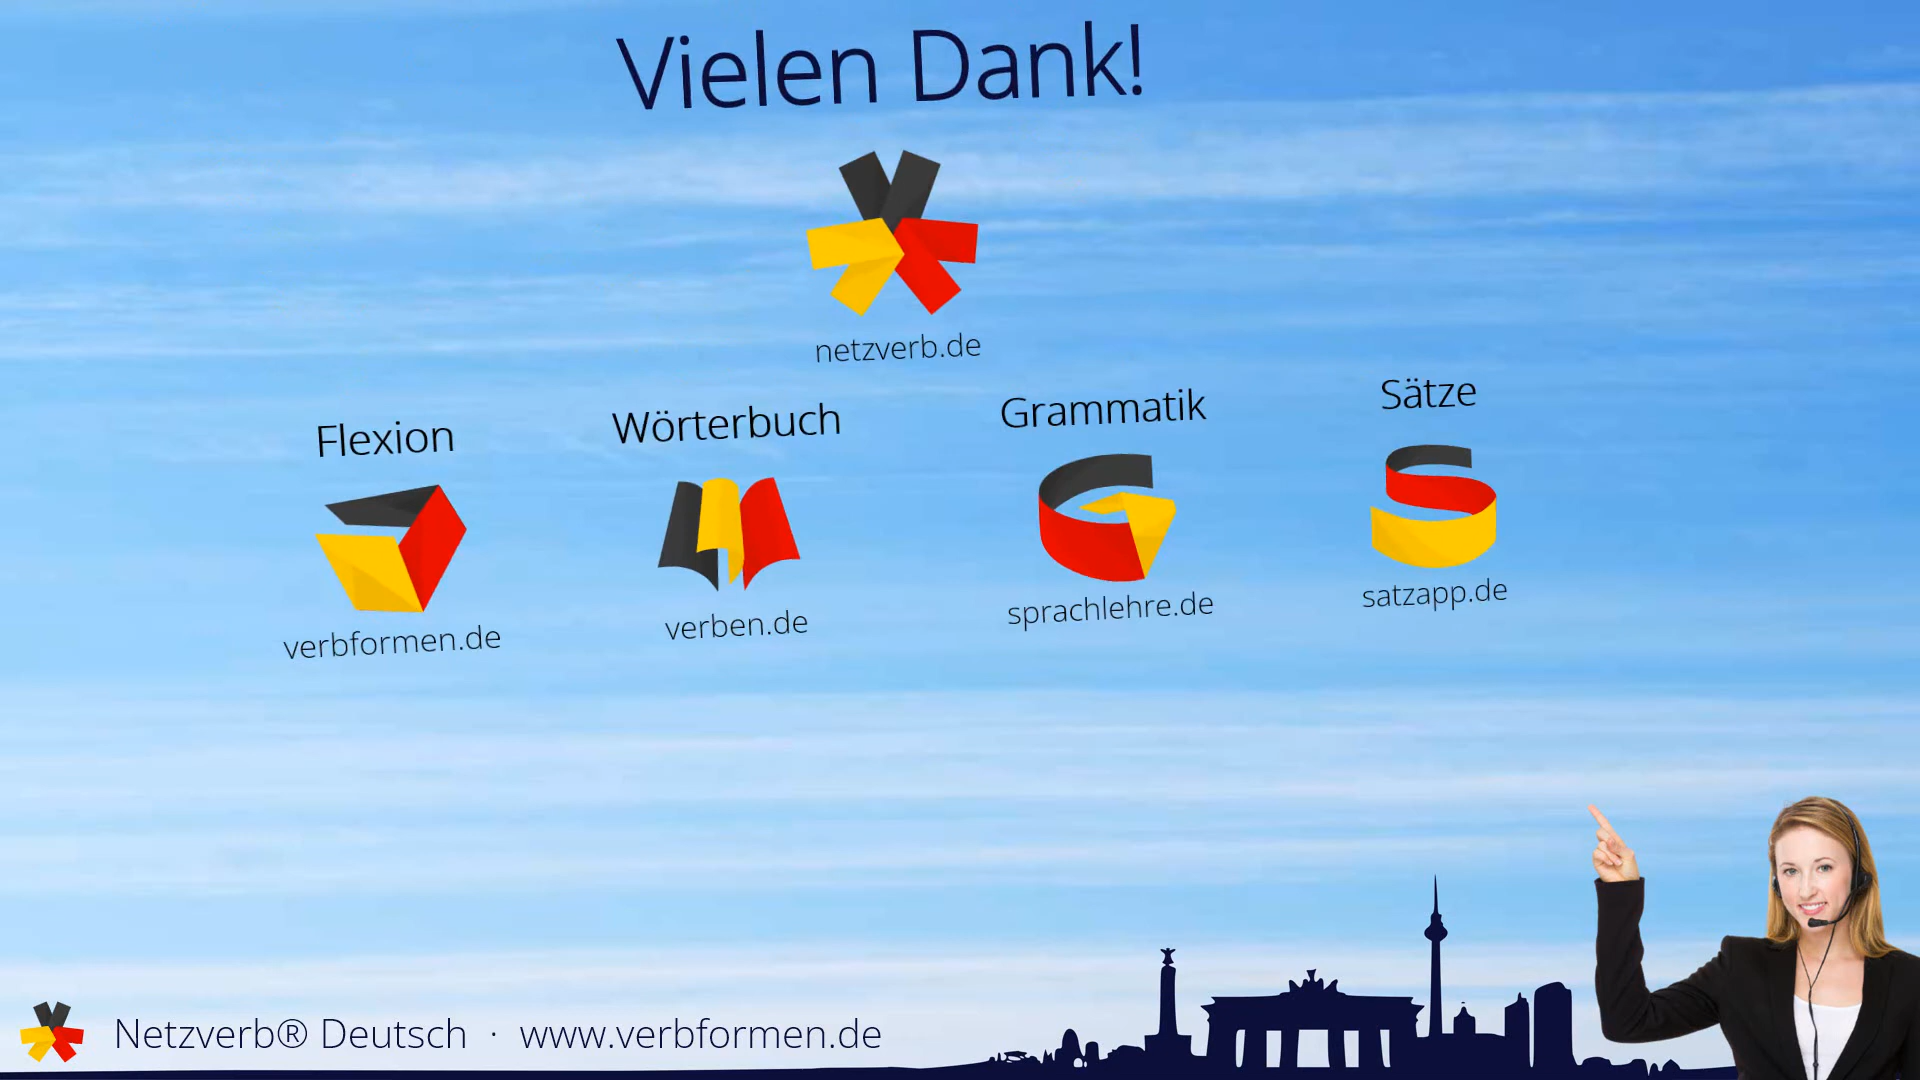 Vielen Dank!
netzverb.de
Flexion
Wörterbuch
Grammatik
Sätze
verbformen.de
verben.de
sprachlehre.de
satzapp.de
Netzverb® Deutsch · www.verbformen.de